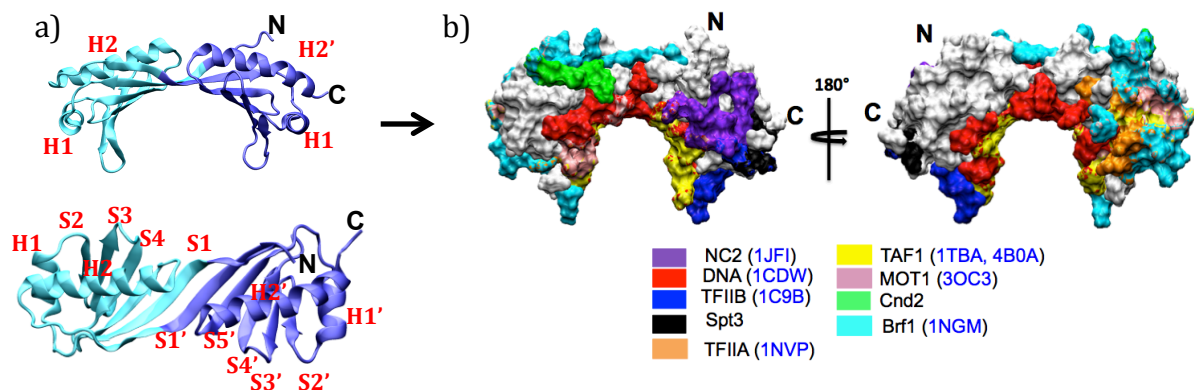 a)
N
H2
H2'
C
H1
H1
S3
S2
S4
S1
C
H1
H2
N
H2'
H1'
S1'
S5'
S4'
S3'
S2'
b)
N
C
180°
N
C
NC2 (1JFI)
DNA (1CDW)
TFIIB (1C9B)
Spt3
TFIIA (1NVP)
TAF1 (1TBA, 4B0A)
MOT1 (3OC3)
Cnd2
Brf1 (1NGM)